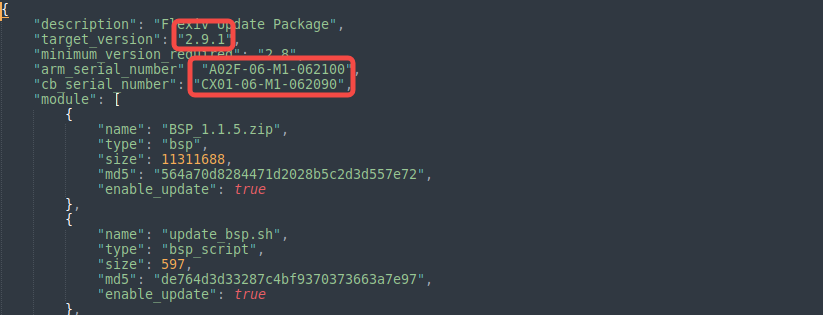 {
"description": "Flexiv Update Package",
"target_version": "2.9.1",
"minimum_version_required": "2.8",
"arm_serial_number": "A02F-06-M1-062100",
"cb_serial_number": "CX01-06-M1-062090",
"module": [
{
"name": "BSP_1.1.5.zip",
"type": "bsp",
"size": 11311688,
"md5": "564a70d8284471d2028b5c2d3d557e72",
"enable_update": true
},
{
"name": "update_bsp.sh",
"type": "bsp_script",
"size": 597,
"md5": "de764d3d33287c4bf9370373663a7e97",
"enable_update": true
},